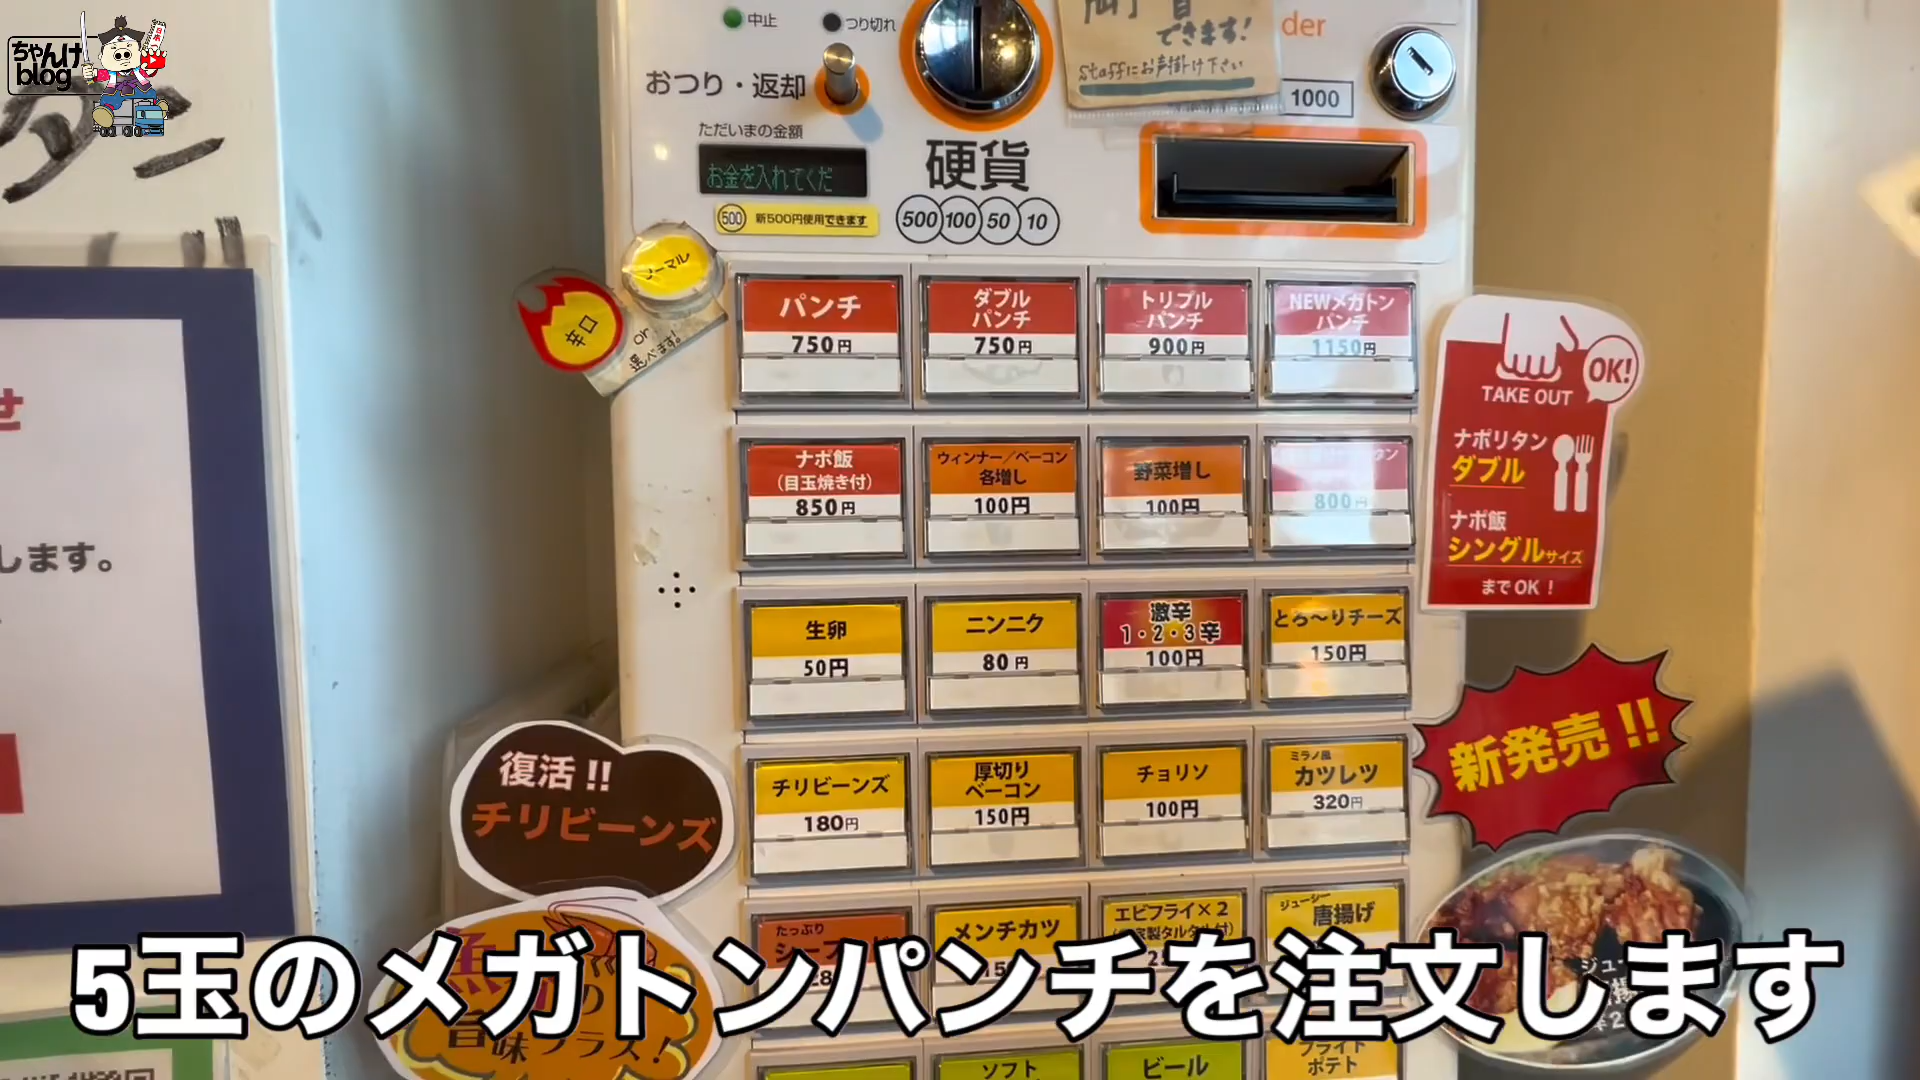 ちゃんけ
blog
日本一
ター
中止
つり切れ
おつり・返却
できます!
staffにお声掛け下さい
der
1000
ただいまの金額
お金を入れてくだ
硬貨
500 新500円使用できます
500 100 50 10
ノーマル
辛口
or
選べます!
パンチ
750円
ダブル
パンチ
750円
トリプル
パンチ
900円
NEWメガトン
パンチ
1150円
OK!
TAKE OUT
ナポリタン
ダブル
ナポ飯
シングルサイズ
までOK!
ナポ飯
(目玉焼き付)
850円
ウィンナー/ベーコン
各増し
100円
野菜増し
100円
800円
せ
します。
生卵
50円
ニンニク
80円
激辛
1・2・3辛
100円
とろ〜りチーズ
150円
復活!!
チリビーンズ
チリビーンズ
180円
厚切り
ベーコン
150円
チョリソ
100円
ミラノ風
カツレツ
320円
新発売!!
たっぷり
メンチカツ
エビフライ×2
ジューシー
唐揚げ
5玉のメガトンパンチを注文します
ソフト
ビール
フライド
ポテト